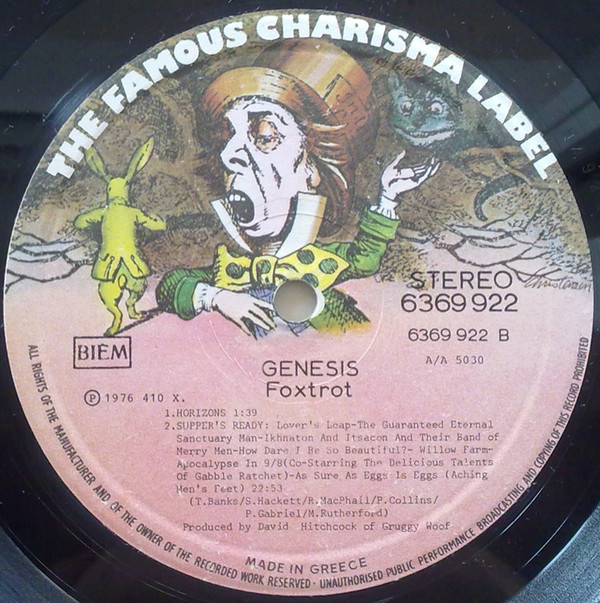 THE FAMOUS CHARISMA LABEL
STEREO
6369 922
6369 922 B
A/A 5030
BIEM
GENESIS
Foxtrot
Ⓟ 1976 410 X.
1.HORIZONS 1:39
2.SUPPER'S READY: Lover's Leap-The Guaranteed Eternal
Sanctuary Man-Ikhnaton And Itsacon And Their Band of
Merry Men-How Dare I Be So Beautiful?- Willow Farm-
Apocalypse In 9/8(Co-Starring The Delicious Talents
Of Gabble Ratchet)-As Sure As Eggs Is Eggs (Aching
Men's Feet) 22:53
(T.Banks/S.Hackett/R.MacPhail/P.Collins/
P.Gabriel/M.Rutherford)
Produced by David Hitchcock of Gruggy Woof
MADE IN GREECE
ALL RIGHTS OF THE MANUFACTURER AND OF THE OWNER OF THE RECORDED WORK RESERVED · UNAUTHORISED PUBLIC PERFORMANCE BROADCASTING AND COPYING OF THIS RECORD PROHIBITED